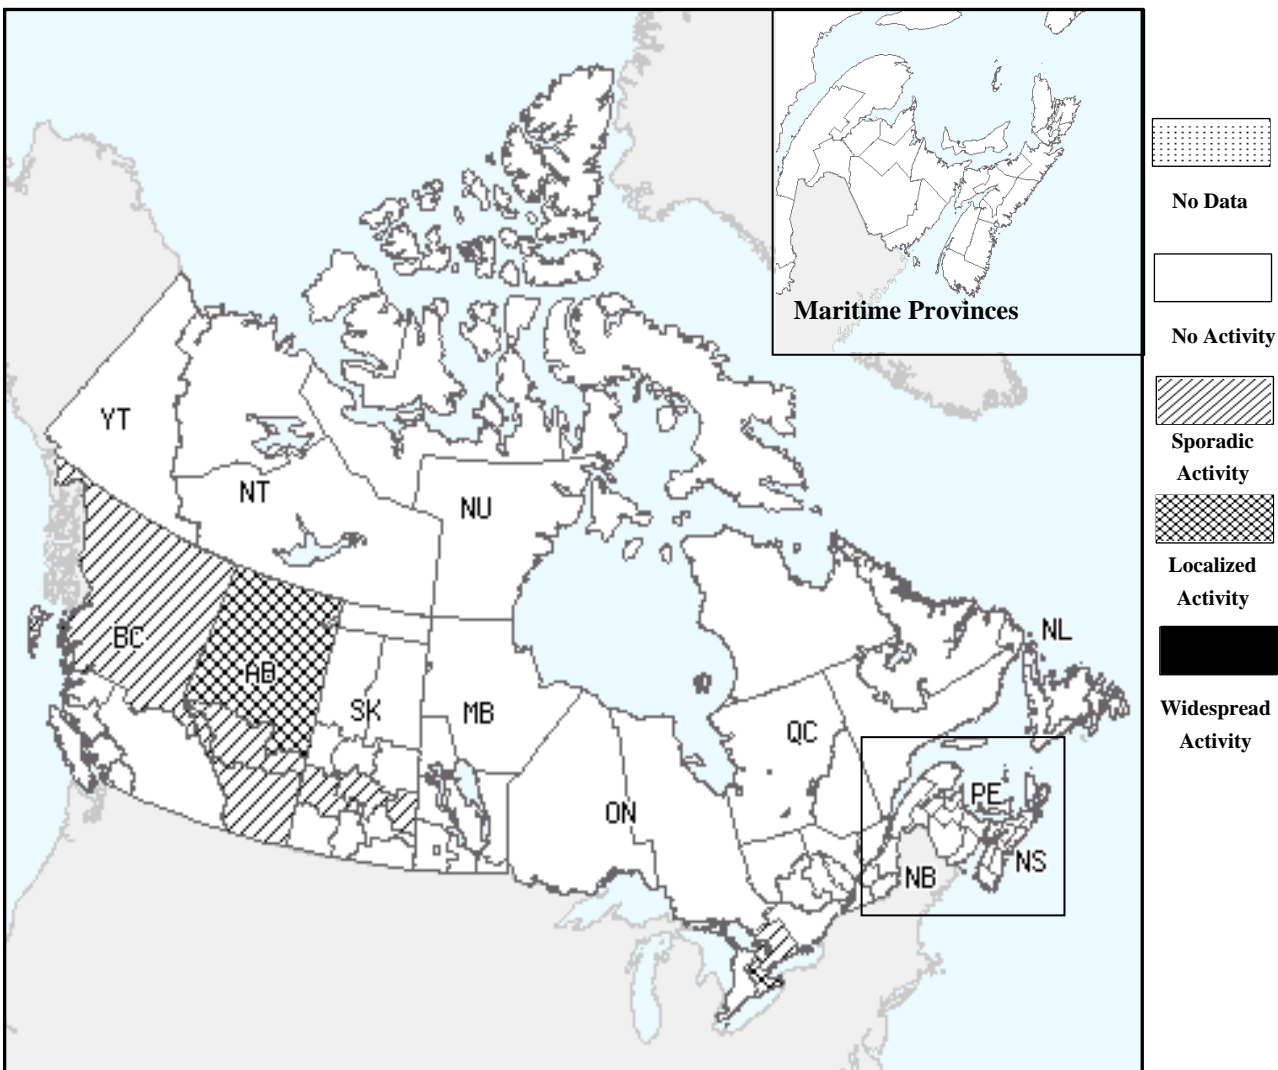 Maritime Provinces
No Data
No Activity
Sporadic
Activity
Localized
Activity
Widespread
Activity
YT
NT
NU
BC
AB
SK
MB
ON
QC
NL
PE
NB
NS